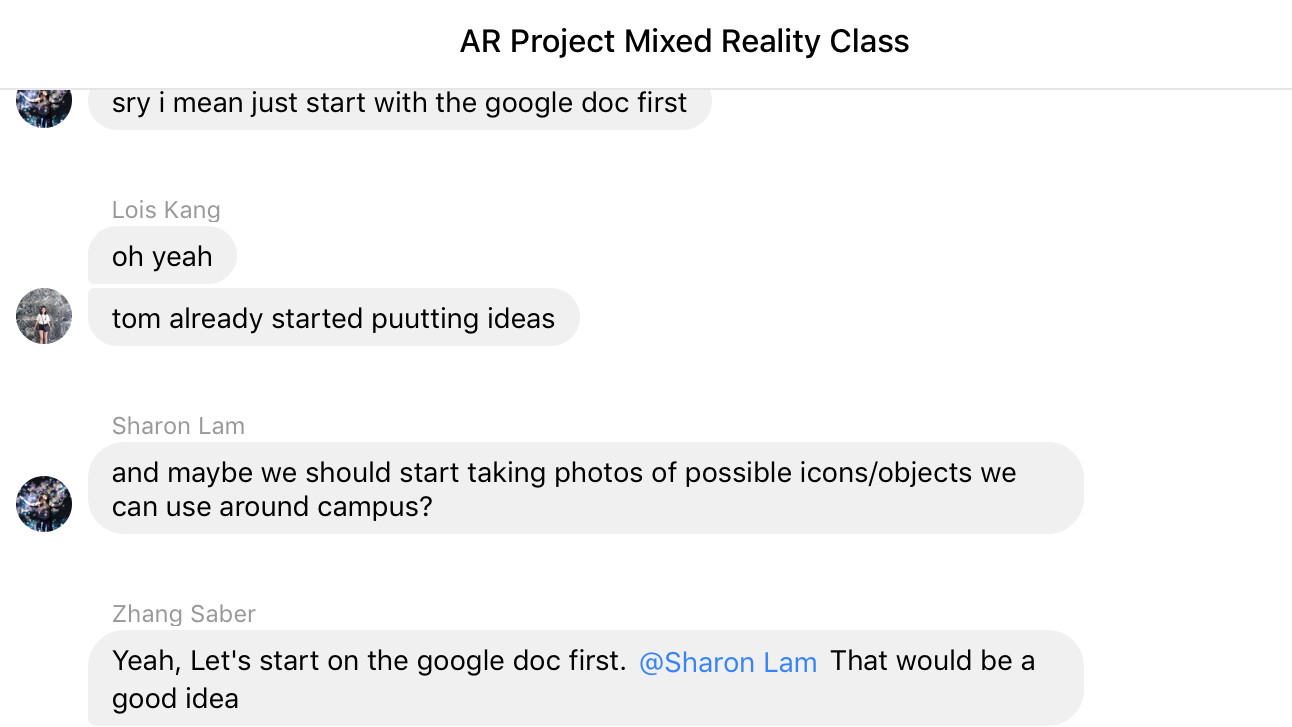 AR Project Mixed Reality Class
sry i mean just start with the google doc first
Lois Kang
oh yeah
tom already started puutting ideas
Sharon Lam
and maybe we should start taking photos of possible icons/objects we
can use around campus?
Zhang Saber
Yeah, Let's start on the google doc first. @Sharon Lam That would be a
good idea